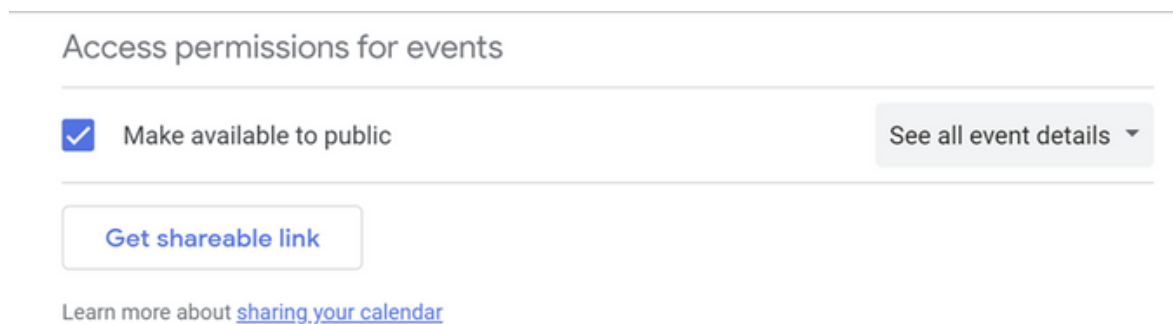 Access permissions for events
Make available to public
See all event details
Get shareable link
Learn more about sharing your calendar